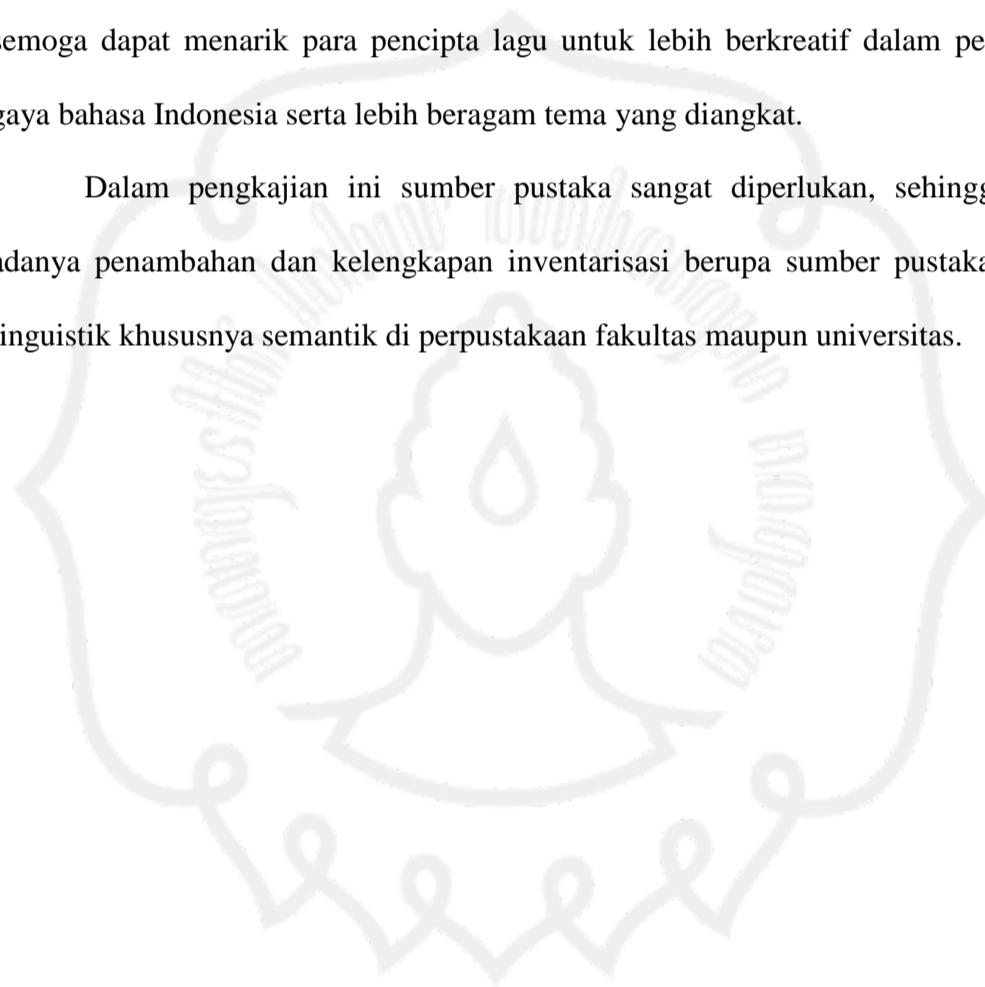 semoga dapat menarik para pencipta lagu untuk lebih berkreatif dalam pe
gaya bahasa Indonesia serta lebih beragam tema yang diangkat.
Dalam pengkajian ini sumber pustaka sangat diperlukan, sehingg
adanya penambahan dan kelengkapan inventarisasi berupa sumber pustaka
inguistik khususnya semantik di perpustakaan fakultas maupun universitas.